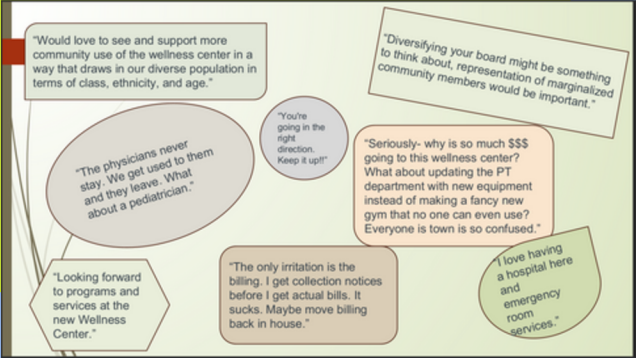 "Would love to see and support more
community use of the wellness center in a
way that draws in our diverse population in
terms of class, ethnicity, and age."
"Diversifying your board might be something
to think about, representation of marginalized
community members would be important."
"You're
going in the
right
direction.
Keep it up!!"
"The physicians never
stay. We get used to them
and they leave. What
about a pediatrician."
"Seriously- why is so much $$$
going to this wellness center?
What about updating the PT
department with new equipment
instead of making a fancy new
gym that no one can even use?
Everyone is town is so confused."
"Looking forward
to programs and
services at the
new Wellness
Center."
"The only irritation is the
billing. I get collection notices
before I get actual bills. It
sucks. Maybe move billing
back in house."
"I love having
a hospital here
and
emergency
room
services."